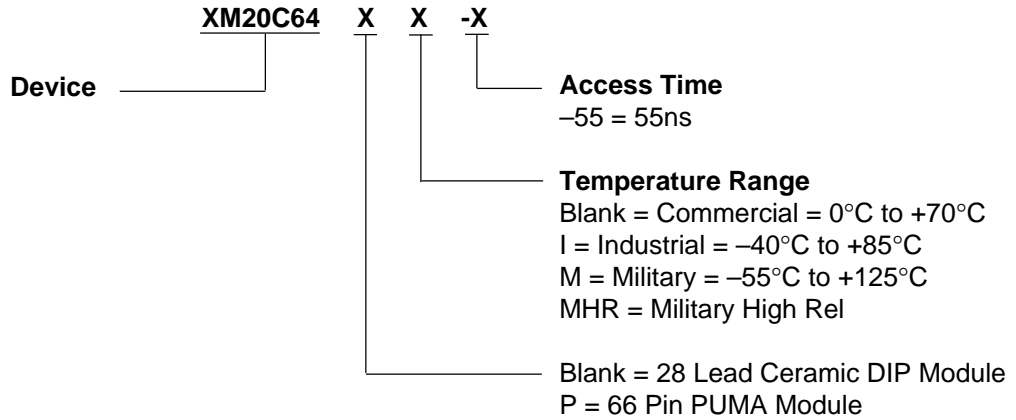 XM20C64 X X -X
Device
Access Time
–55 = 55ns
Temperature Range
Blank = Commercial = 0°C to +70°C
I = Industrial = –40°C to +85°C
M = Military = –55°C to +125°C
MHR = Military High Rel
Blank = 28 Lead Ceramic DIP Module
P = 66 Pin PUMA Module